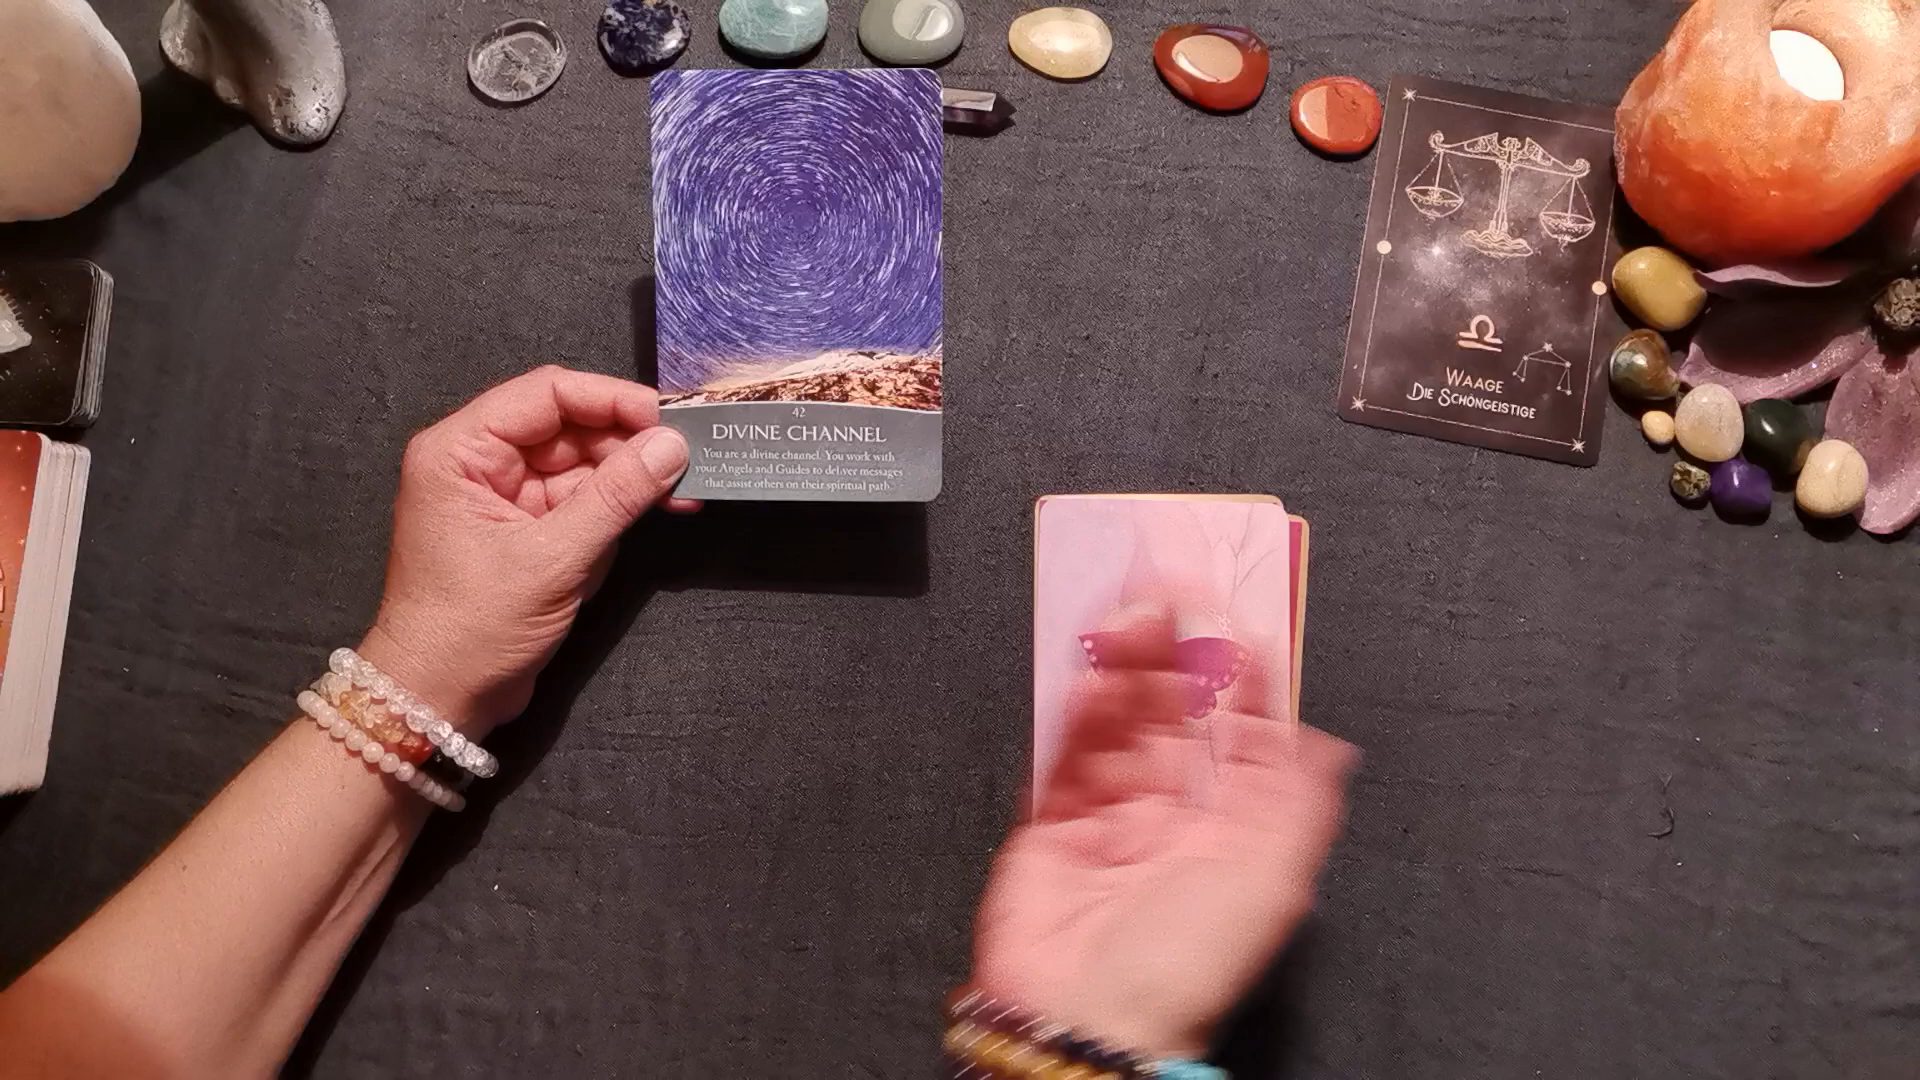 42
DIVINE CHANNEL
You are a divine channel. You work with
your Angels and Guides to deliver messages
that assist others on their spiritual path.
WAAGE
DIE SCHÖNGEISTIGE